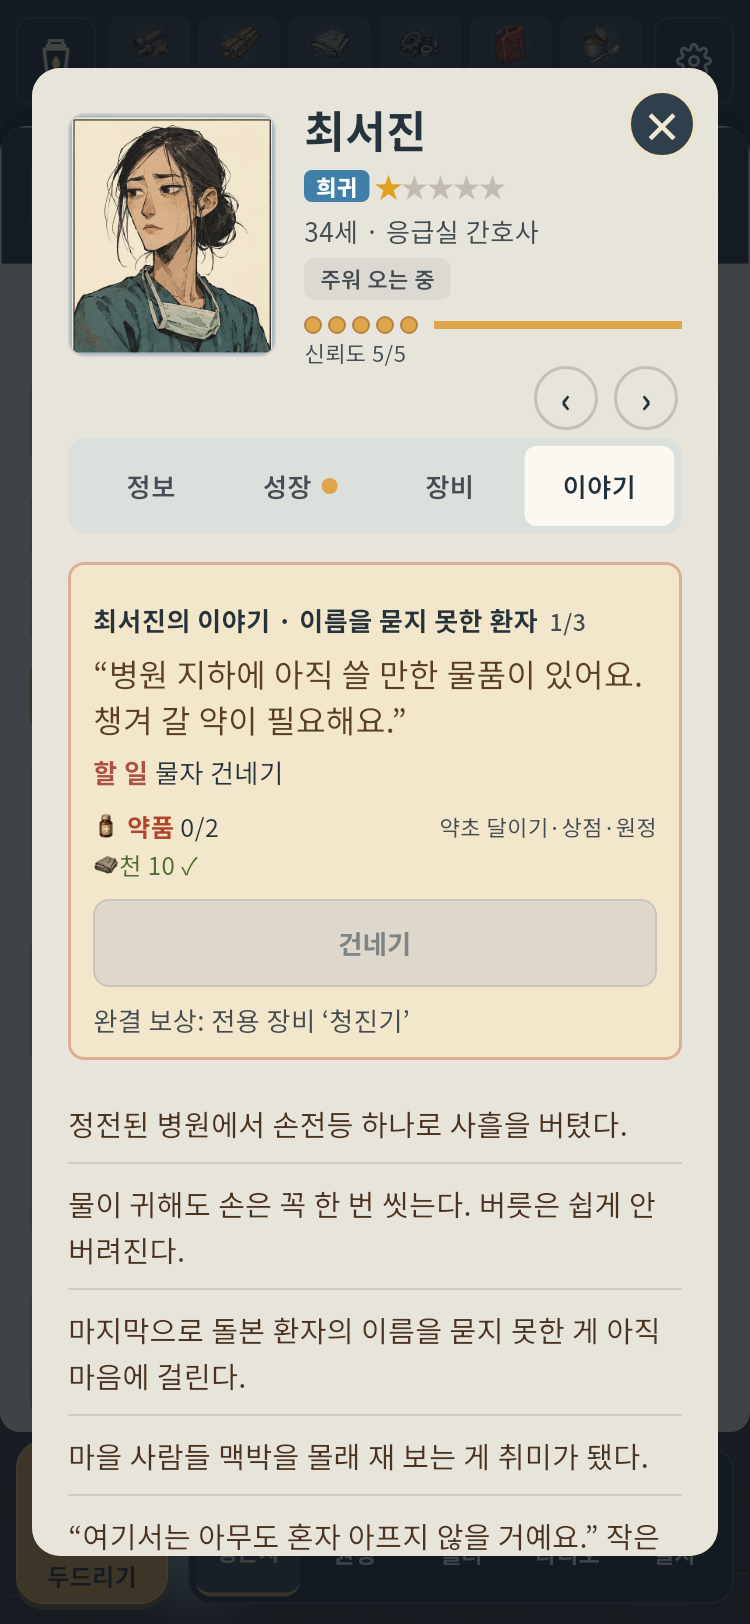 최서진
희귀 ★★★★★
34세 · 응급실 간호사
주워 오는 중
신뢰도 5/5
‹ ›
정보 성장 장비 이야기
최서진의 이야기 · 이름을 묻지 못한 환자 1/3
“병원 지하에 아직 쓸 만한 물품이 있어요.
챙겨 갈 약이 필요해요.”
할 일 물자 건네기
약품 0/2 약초 달이기·상점·원정
천 10 ✓
건네기
완결 보상: 전용 장비 ‘청진기’
정전된 병원에서 손전등 하나로 사흘을 버텼다.
물이 귀해도 손은 꼭 한 번 씻는다. 버릇은 쉽게 안
버려진다.
마지막으로 돌본 환자의 이름을 묻지 못한 게 아직
마음에 걸린다.
마을 사람들 맥박을 몰래 재 보는 게 취미가 됐다.
“여기서는 아무도 혼자 아프지 않을 거예요.” 작은
두드리기